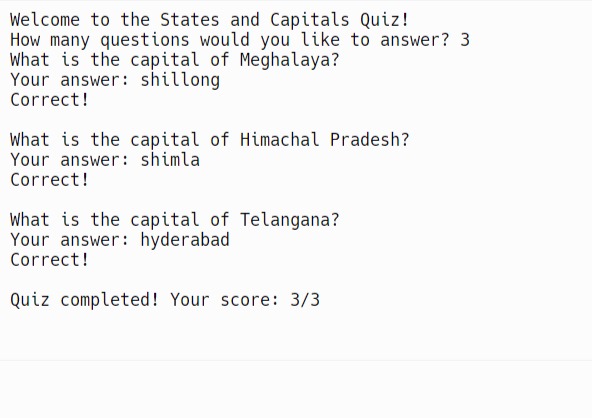 Welcome to the States and Capitals Quiz!
How many questions would you like to answer? 3
What is the capital of Meghalaya?
Your answer: shillong
Correct!

What is the capital of Himachal Pradesh?
Your answer: shimla
Correct!

What is the capital of Telangana?
Your answer: hyderabad
Correct!

Quiz completed! Your score: 3/3